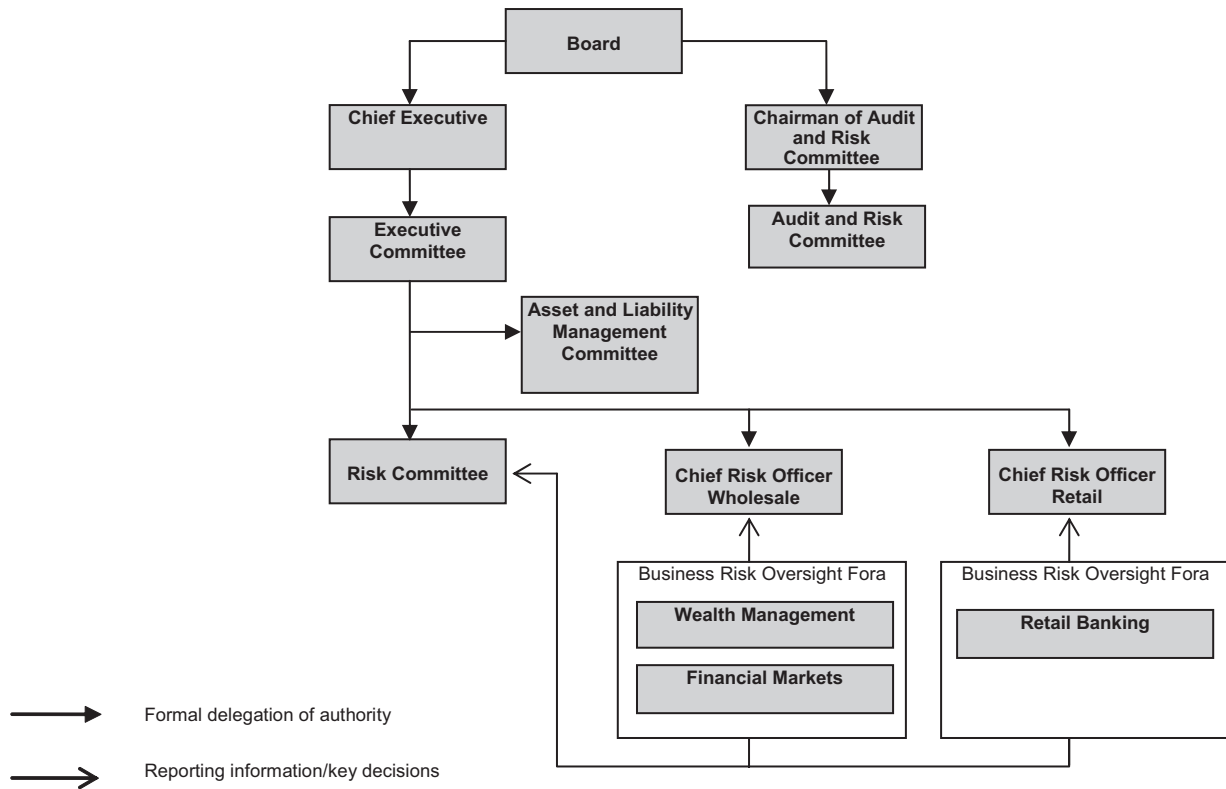 Board
Chief Executive
Chairman of Audit
and Risk
Committee
Executive
Committee
Audit and Risk
Committee
Asset and Liability
Management
Committee
Risk Committee
Chief Risk Officer
Wholesale
Chief Risk Officer
Retail
Business Risk Oversight Fora
Wealth Management
Financial Markets
Business Risk Oversight Fora
Retail Banking
Formal delegation of authority
Reporting information/key decisions